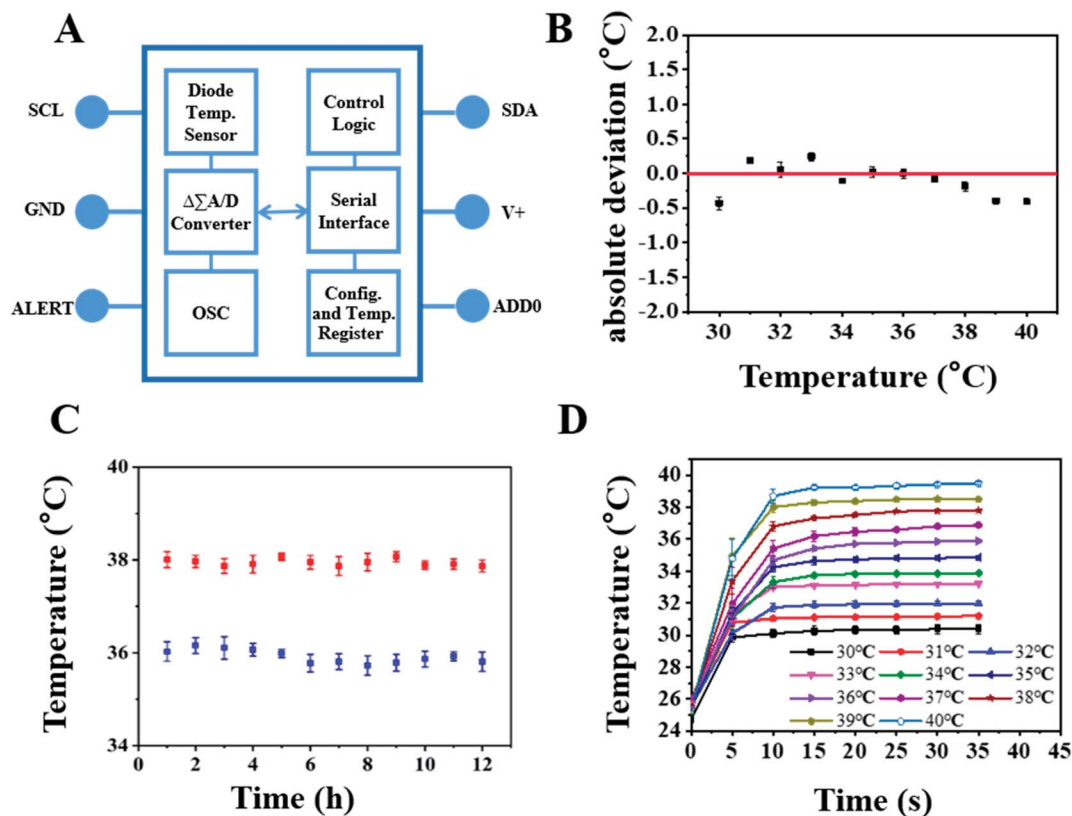 A
SCL
GND
ALERT
Diode
Temp.
Sensor
Δ∑A/D
Converter
OSC
Control
Logic
Serial
Interface
Config.
and Temp.
Register
SDA
V+
ADD0
B
absolute deviation (°C)
2.0
1.5
1.0
0.5
0.0
-0.5
-1.0
-1.5
-2.0
30 32 34 36 38 40
Temperature (°C)
C
Temperature (°C)
40
38
36
34
0 2 4 6 8 10 12
Time (h)
D
Temperature (°C)
40
38
36
34
32
30
28
26
24
30°C 31°C 32°C
33°C 34°C 35°C
36°C 37°C 38°C
39°C 40°C
0 5 10 15 20 25 30 35 40 45
Time (s)